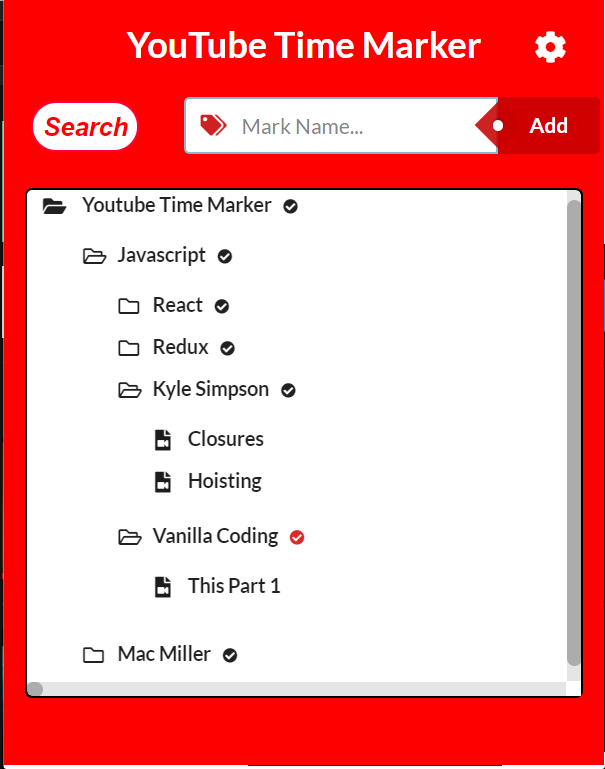 YouTube Time Marker
Search
Mark Name...
Add
Youtube Time Marker
Javascript
React
Redux
Kyle Simpson
Closures
Hoisting
Vanilla Coding
This Part 1
Mac Miller